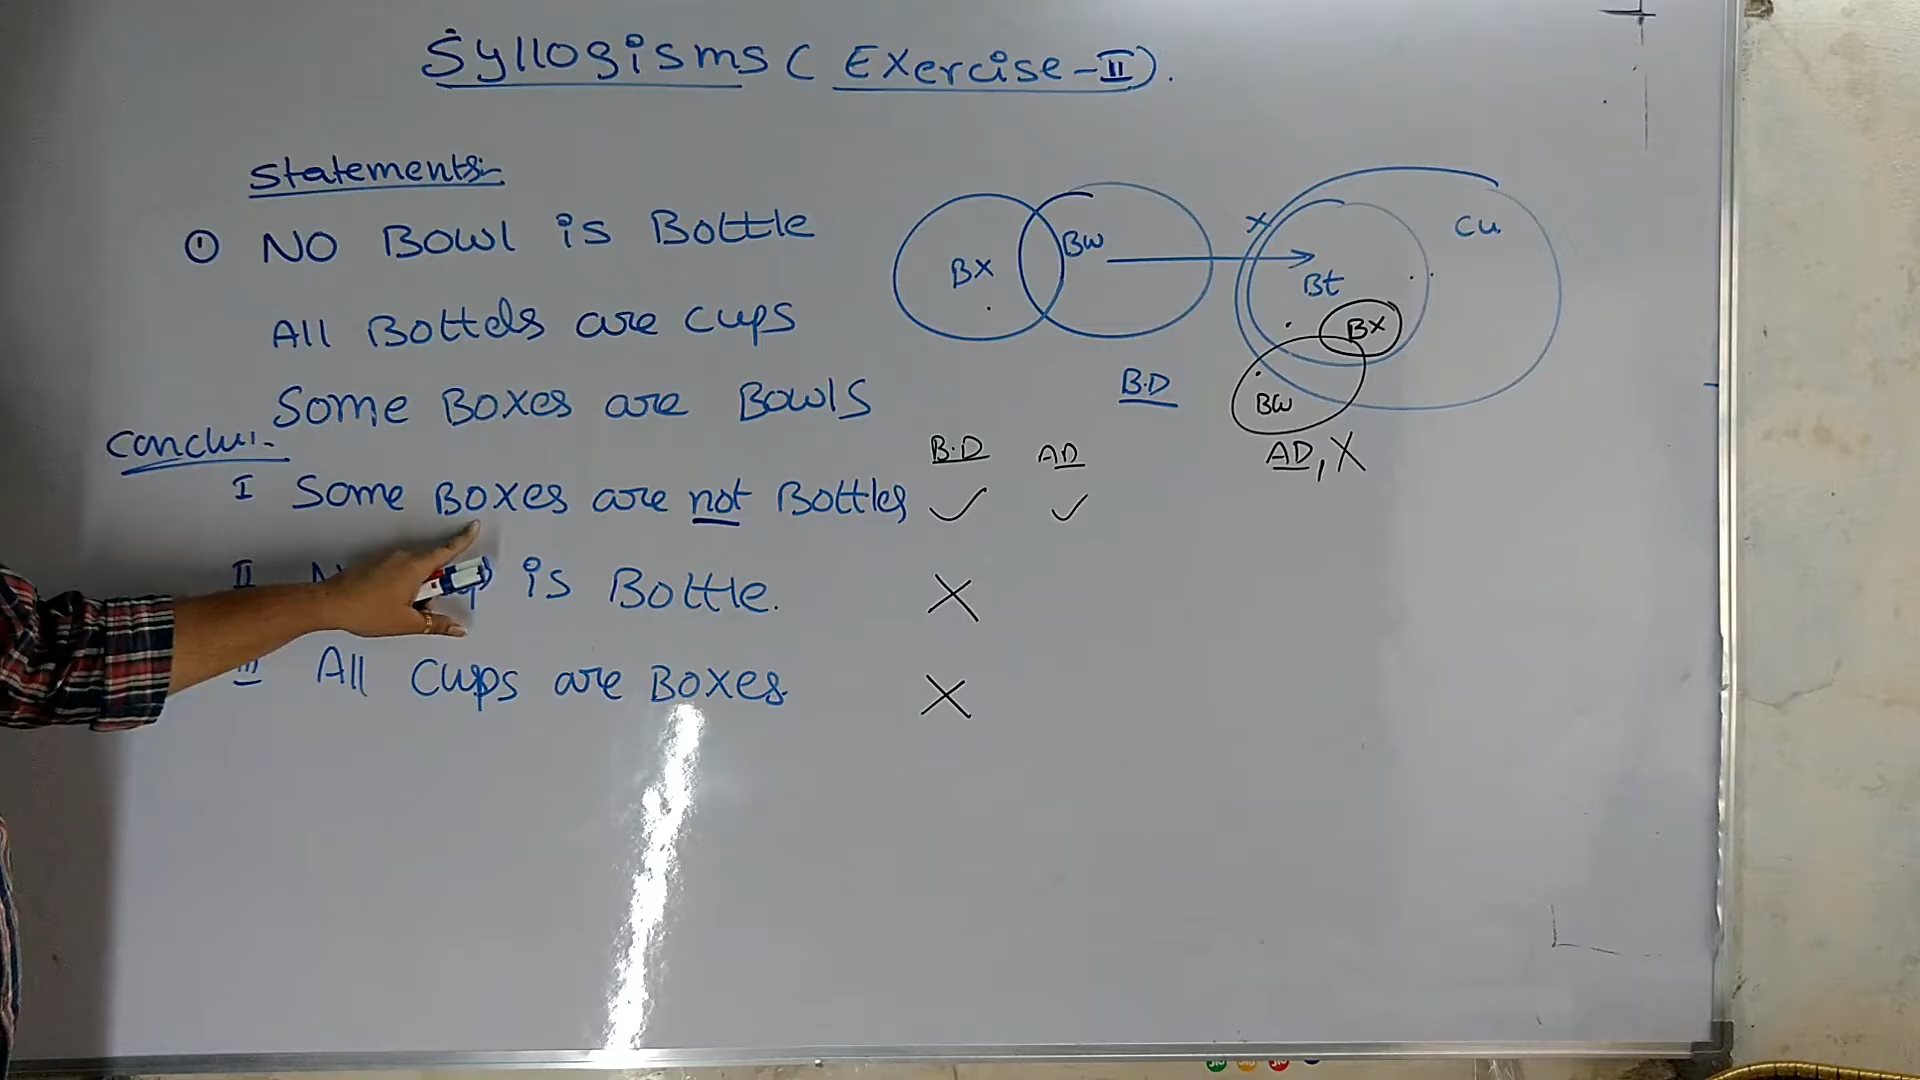 Syllogisms (Exercise-II).
Statements:-
① NO Bowl is Bottle
All Bottels are cups
Some Boxes are Bowls
Conclui.
I Some Boxes are not Bottles
II is Bottle.
III All Cups are Boxes.
Bx Bw x Bt Cu
Bx
Bw
B.D
AD, X
B.D AD
✓ ✓
X
X